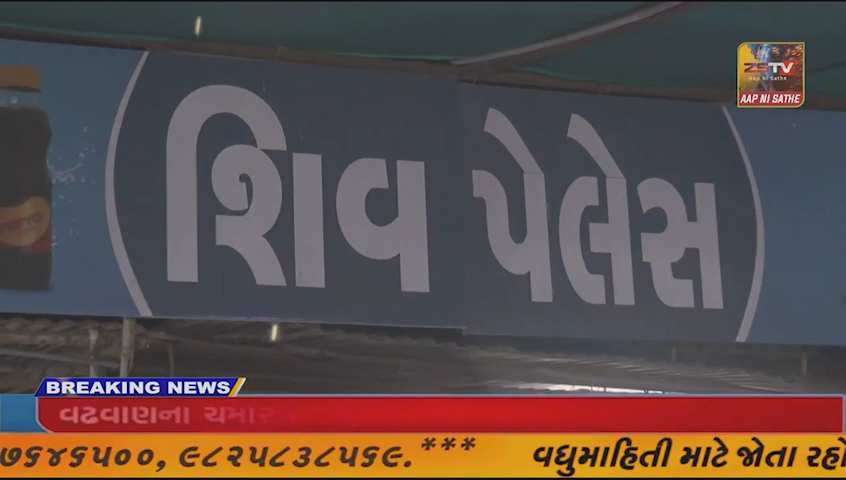 ZSTV
Aap Ni Sathe
AAP NI SATHE
શિવ પેલેસ
BREAKING NEWS
વઢવાણના
૭૬૪૬૫૦૦, ૯૮૨૫૮૩૮૫૬૯.*** વધુમાહિતી માટે જોતા રહો